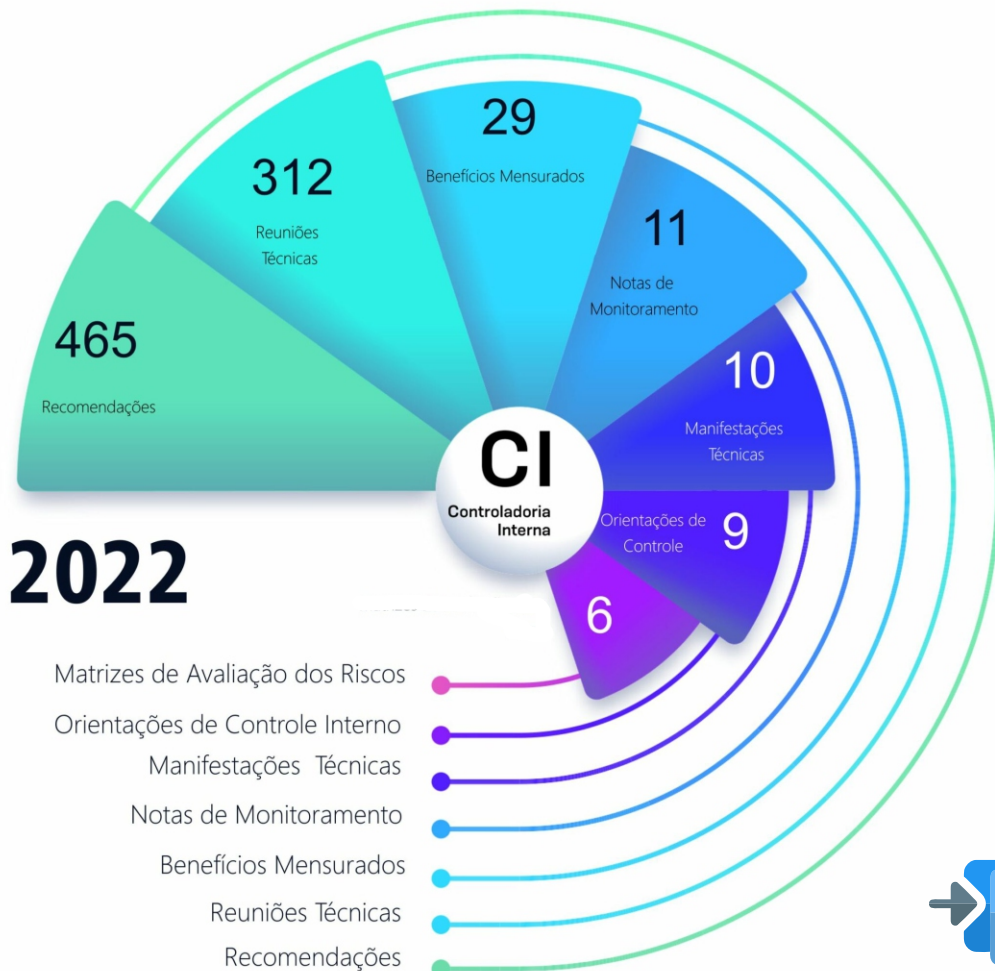 29
Benefícios Mensurados
312
Reuniões
Técnicas
11
Notas de
Monitoramento
465
Recomendações
10
Manifestações
Técnicas
CI
Controladoria
Interna
Orientações de
Controle
9
6
2022
Matrizes de Avaliação dos Riscos
Orientações de Controle Interno
Manifestações Técnicas
Notas de Monitoramento
Benefícios Mensurados
Reuniões Técnicas
Recomendações